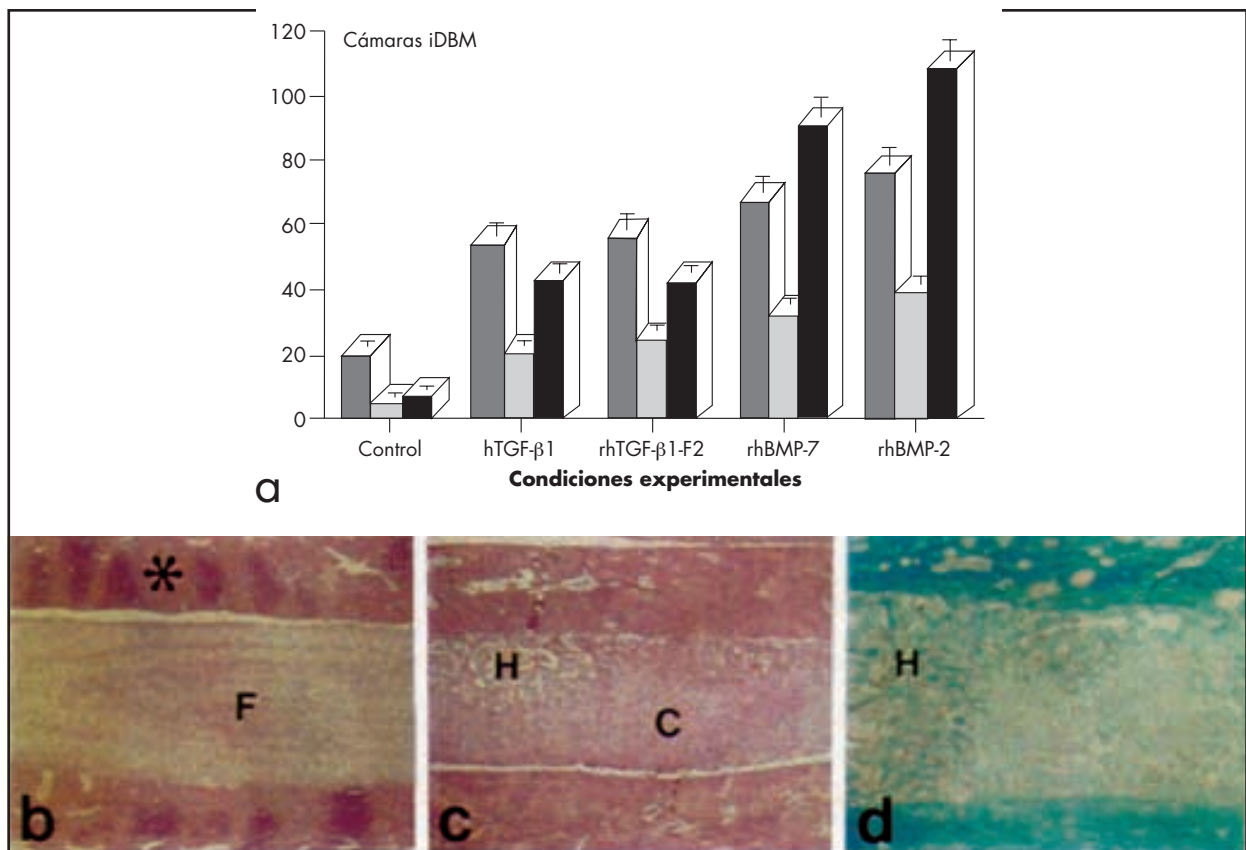 120
Cámaras iDBM
100
80
60
40
20
0
Control hTGF-β1 rhTGF-β1-F2 rhBMP-7 rhBMP-2
Condiciones experimentales
a
*
H
H
F
C
b
c
d